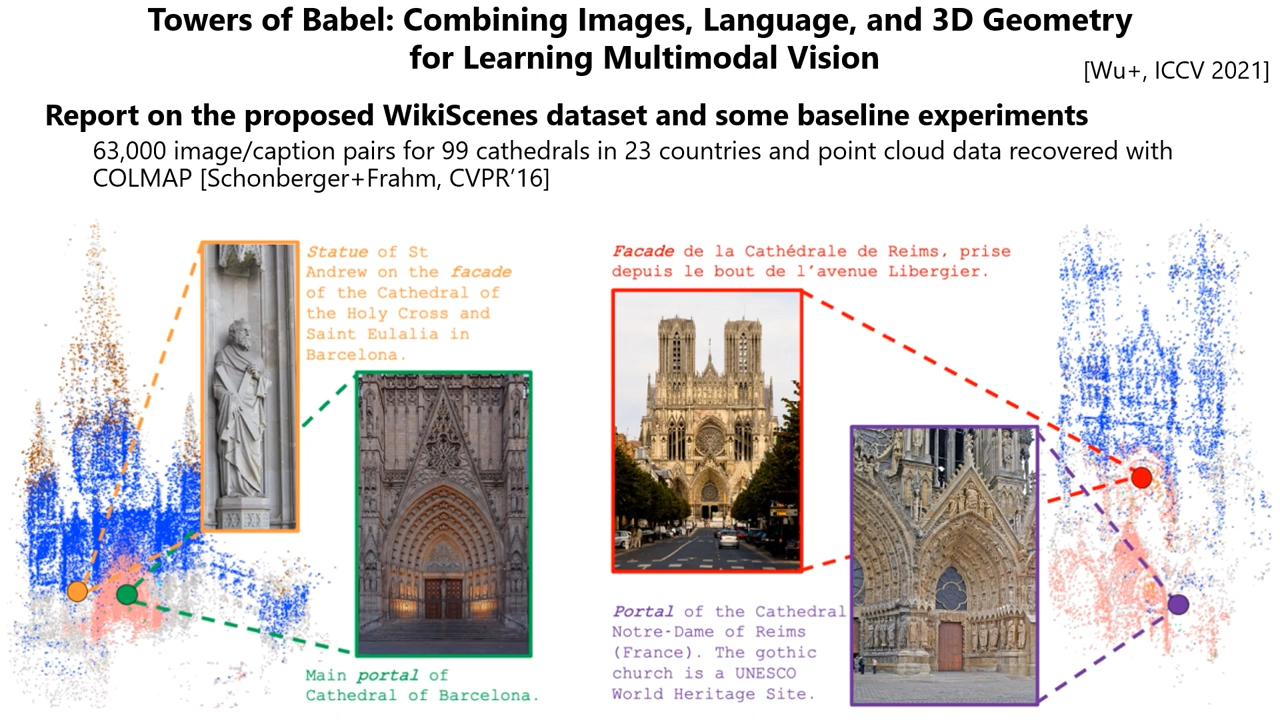 Towers of Babel: Combining Images, Language, and 3D Geometry
for Learning Multimodal Vision
[Wu+, ICCV 2021]
Report on the proposed WikiScenes dataset and some baseline experiments
63,000 image/caption pairs for 99 cathedrals in 23 countries and point cloud data recovered with
COLMAP [Schonberger+Frahm, CVPR’16]
Statue of St
Andrew on the facade
of the Cathedral of
the Holy Cross and
Saint Eulalia in
Barcelona.
Main portal of
Cathedral of Barcelona.
Facade de la Cathédrale de Reims, prise
depuis le bout de l’avenue Libergier.
Portal of the Cathedral
Notre-Dame of Reims
(France). The gothic
church is a UNESCO
World Heritage Site.